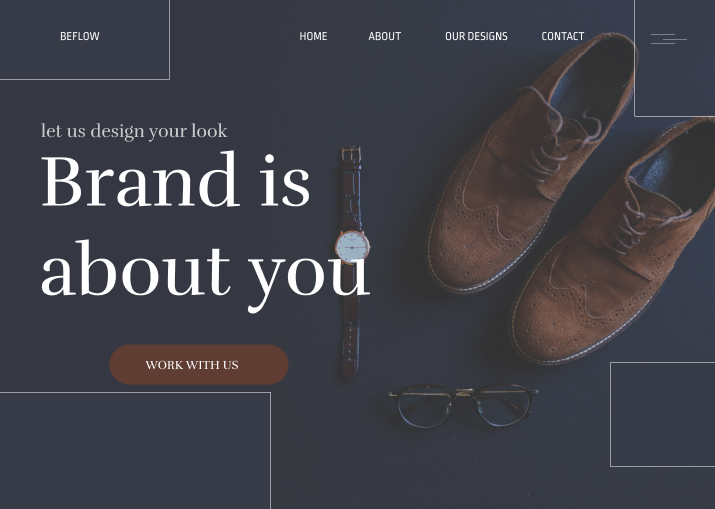 BEFLOW
HOME ABOUT OUR DESIGNS CONTACT
let us design your look
Brand is
about you
WORK WITH US